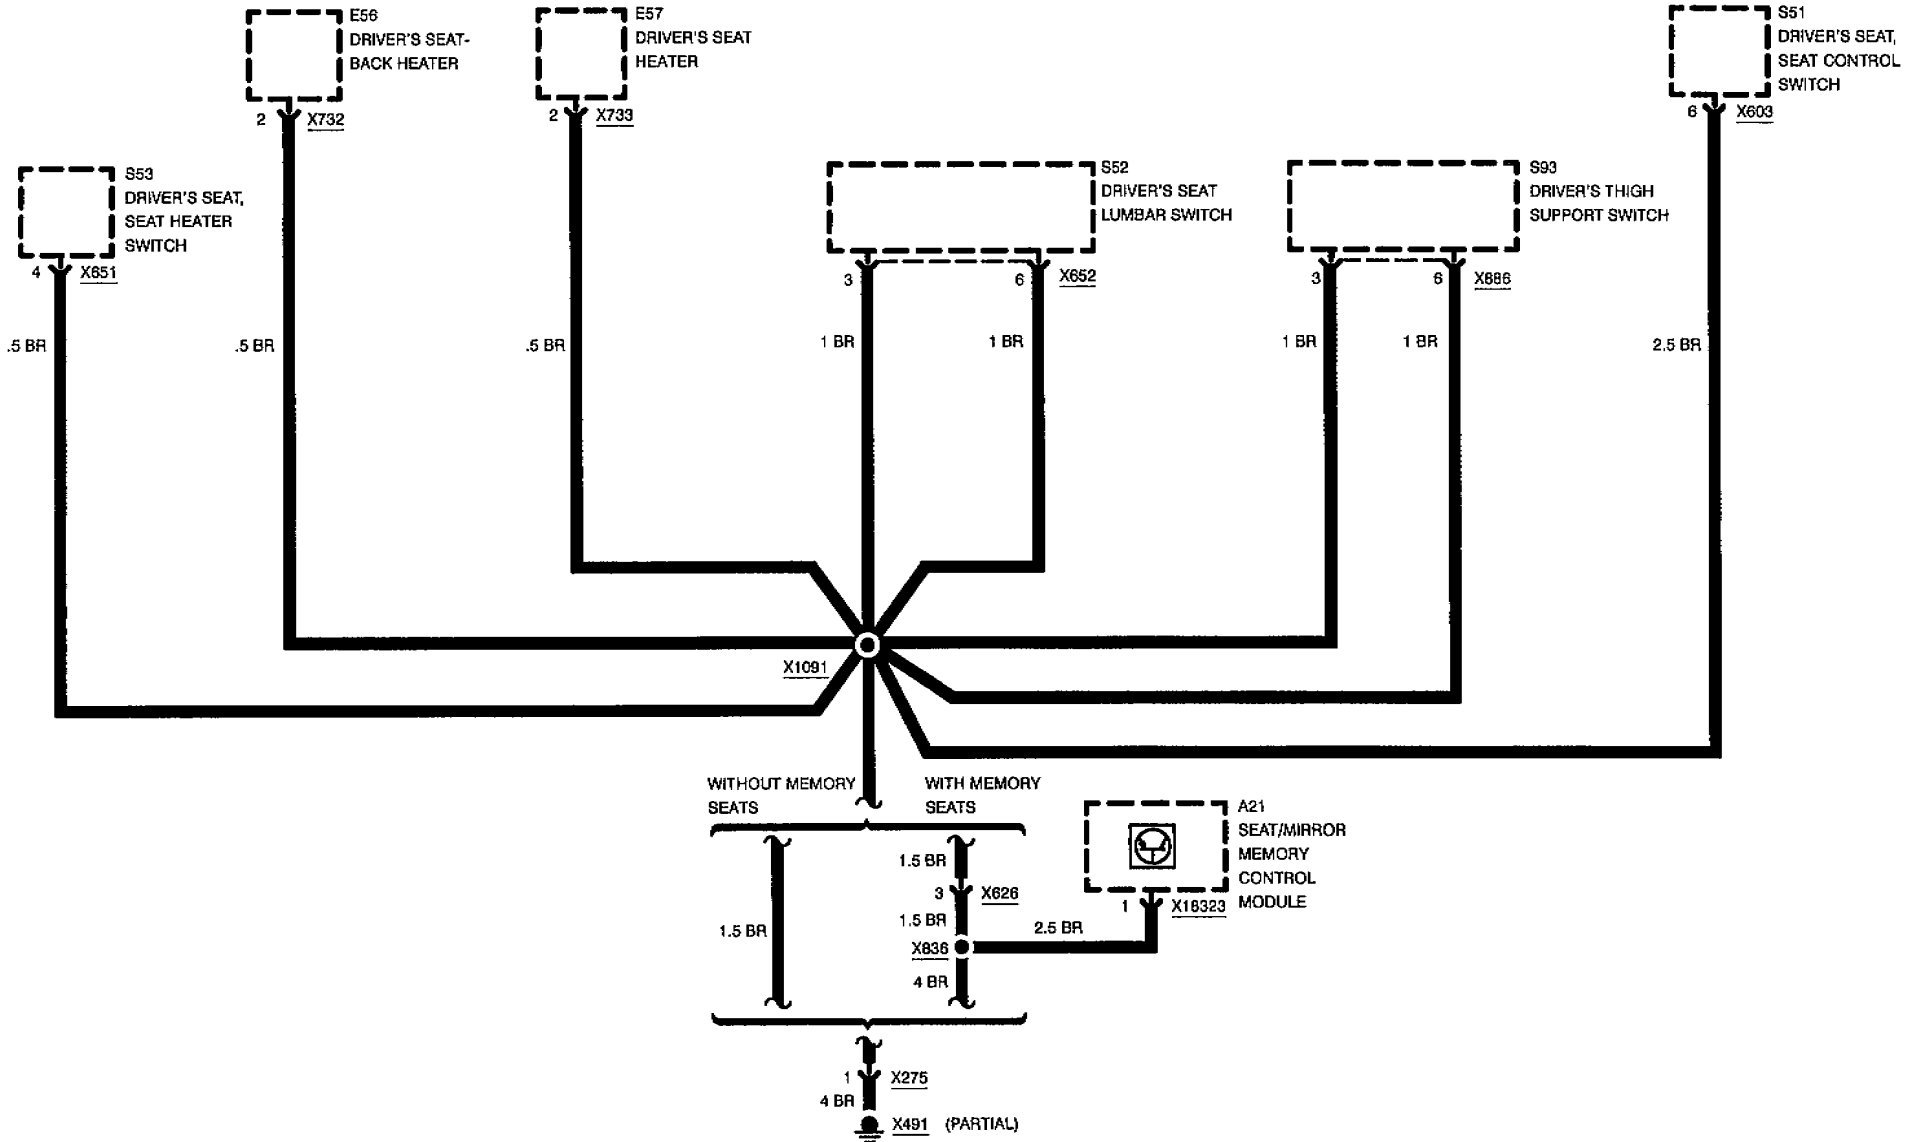 E56
DRIVER'S SEAT-
BACK HEATER
2
X732
E57
DRIVER'S SEAT
HEATER
2
X733
S51
DRIVER'S SEAT,
SEAT CONTROL
SWITCH
6
X603
S53
DRIVER'S SEAT,
SEAT HEATER
SWITCH
4
X651
S52
DRIVER'S SEAT
LUMBAR SWITCH
3
6
X652
S93
DRIVER'S THIGH
SUPPORT SWITCH
3
6
X886
.5 BR
.5 BR
.5 BR
1 BR
1 BR
1 BR
1 BR
2.5 BR
X1091
WITHOUT MEMORY
SEATS
WITH MEMORY
SEATS
A21
SEAT/MIRROR
MEMORY
CONTROL
MODULE
1.5 BR
3
X626
1
X18323
1.5 BR
1.5 BR
2.5 BR
X836
4 BR
1
X275
4 BR
X491 (PARTIAL)